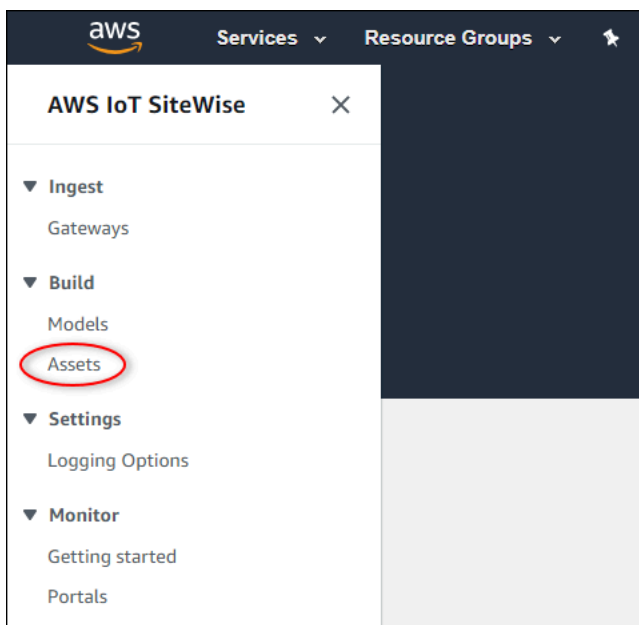 aws Services Resource Groups
AWS IoT SiteWise
Ingest
Gateways
Build
Models
Assets
Settings
Logging Options
Monitor
Getting started
Portals